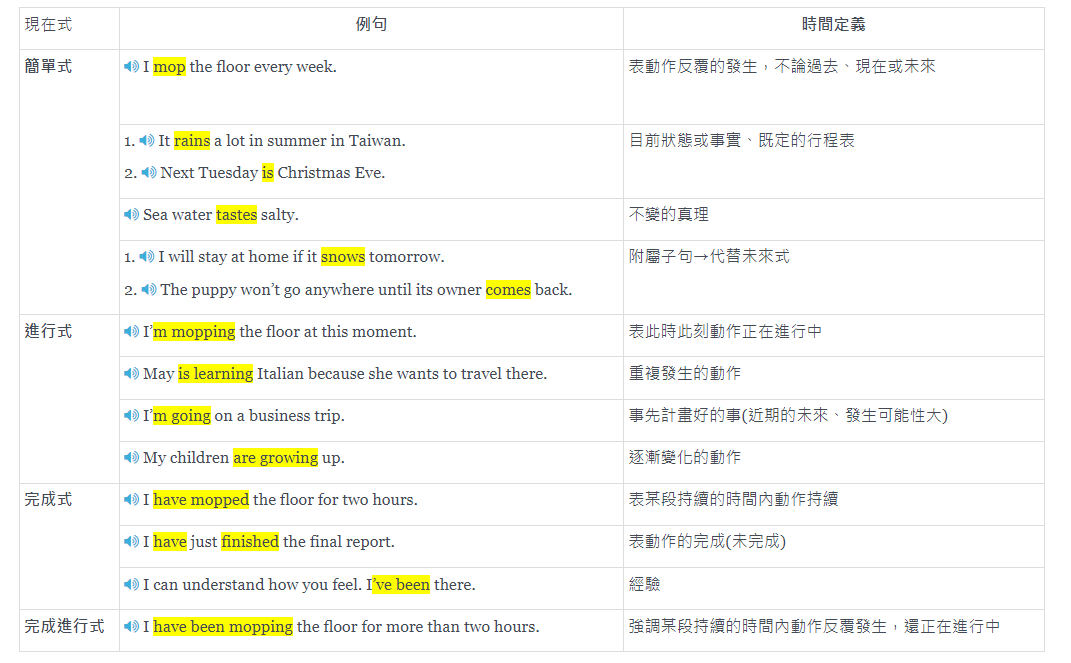 現在式 例句 時間定義
簡單式 I mop the floor every week. 表動作反覆的發生，不論過去、現在或未來
1. It rains a lot in summer in Taiwan. 目前狀態或事實、既定的行程表
2. Next Tuesday is Christmas Eve.
Sea water tastes salty. 不變的真理
1. I will stay at home if it snows tomorrow. 附屬子句→代替未來式
2. The puppy won’t go anywhere until its owner comes back.
進行式 I’m mopping the floor at this moment. 表此時此刻動作正在進行中
May is learning Italian because she wants to travel there. 重複發生的動作
I’m going on a business trip. 事先計畫好的事(近期的未來、發生可能性大)
My children are growing up. 逐漸變化的動作
完成式 I have mopped the floor for two hours. 表某段持續的時間內動作持續
I have just finished the final report. 表動作的完成(未完成)
I can understand how you feel. I’ve been there. 經驗
完成進行式 I have been mopping the floor for more than two hours. 強調某段持續的時間內動作反覆發生，還正在進行中